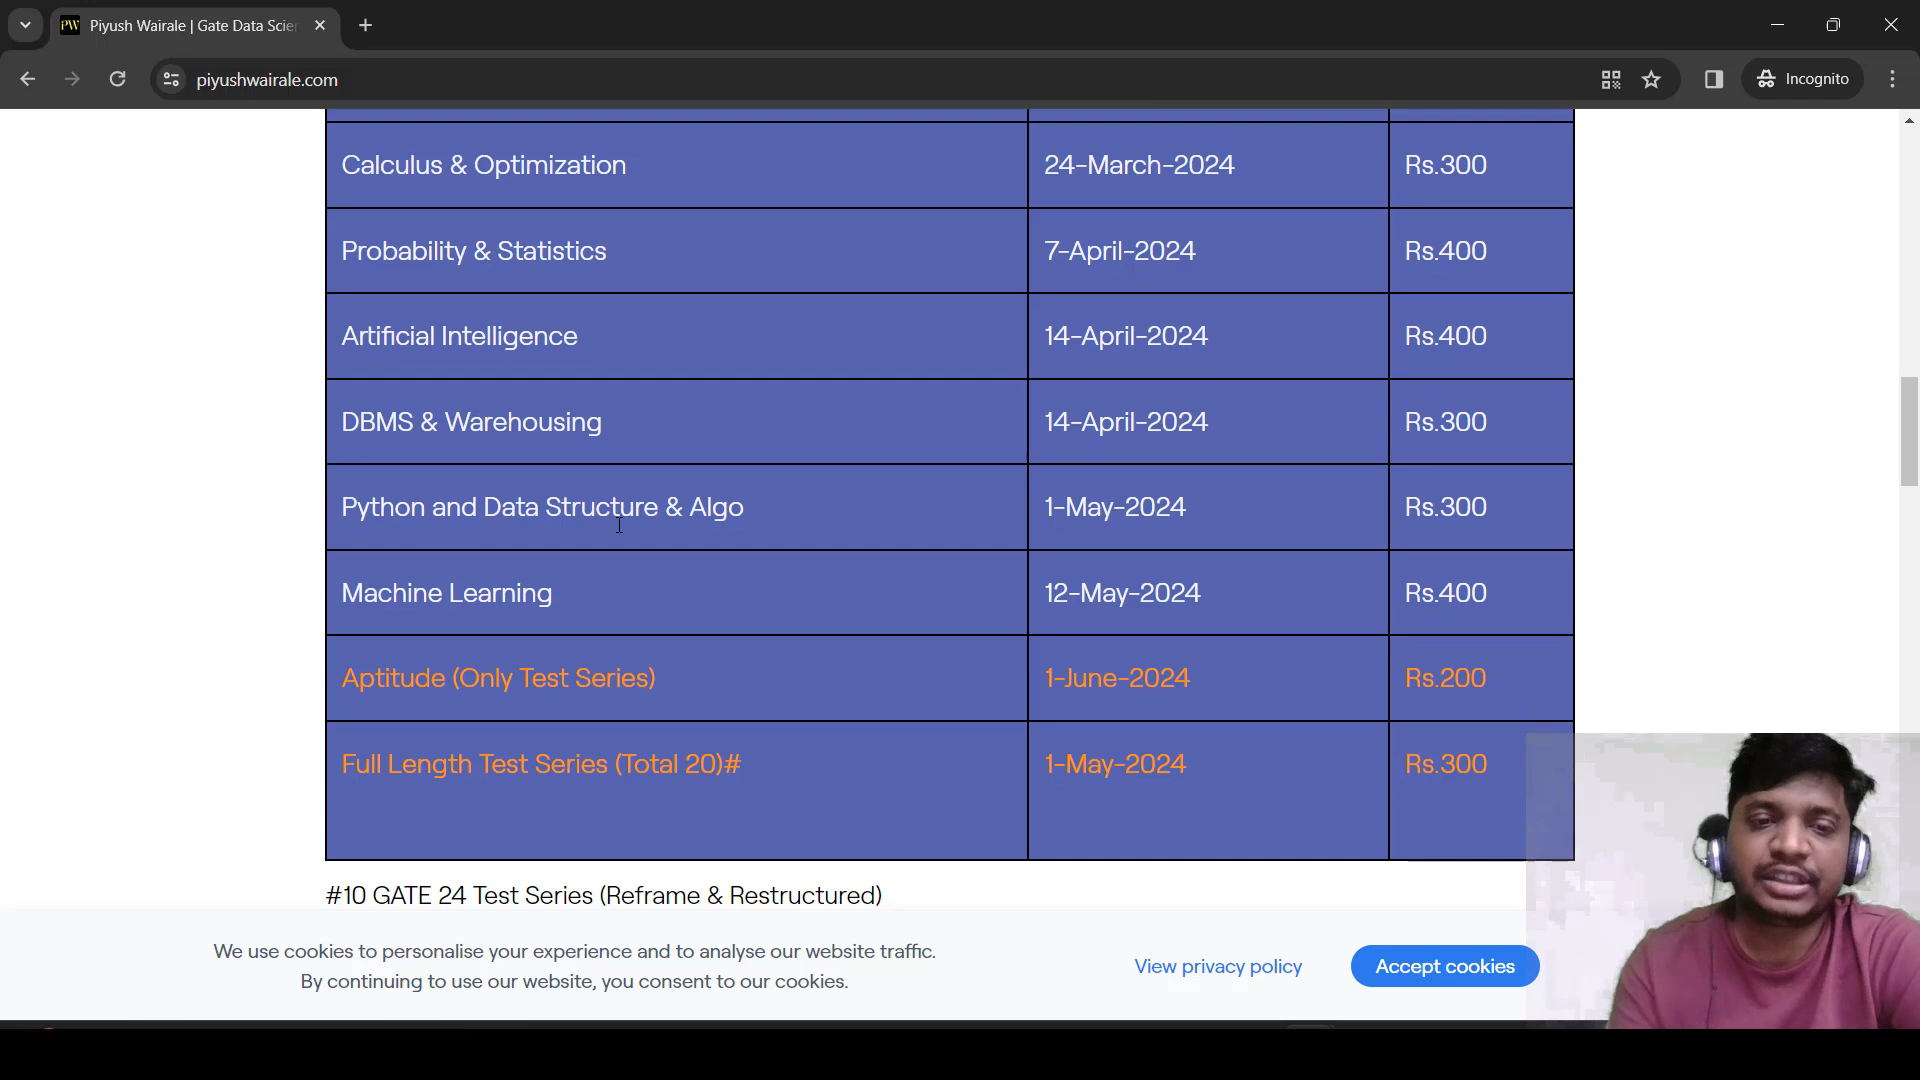 Piyush Wairale | Gate Data Scie
piyushwairale.com
Incognito
Calculus & Optimization 24-March-2024 Rs.300
Probability & Statistics 7-April-2024 Rs.400
Artificial Intelligence 14-April-2024 Rs.400
DBMS & Warehousing 14-April-2024 Rs.300
Python and Data Structure & Algo 1-May-2024 Rs.300
Machine Learning 12-May-2024 Rs.400
Aptitude (Only Test Series) 1-June-2024 Rs.200
Full Length Test Series (Total 20)# 1-May-2024 Rs.300
#10 GATE 24 Test Series (Reframe & Restructured)
We use cookies to personalise your experience and to analyse our website traffic.
By continuing to use our website, you consent to our cookies.
View privacy policy
Accept cookies